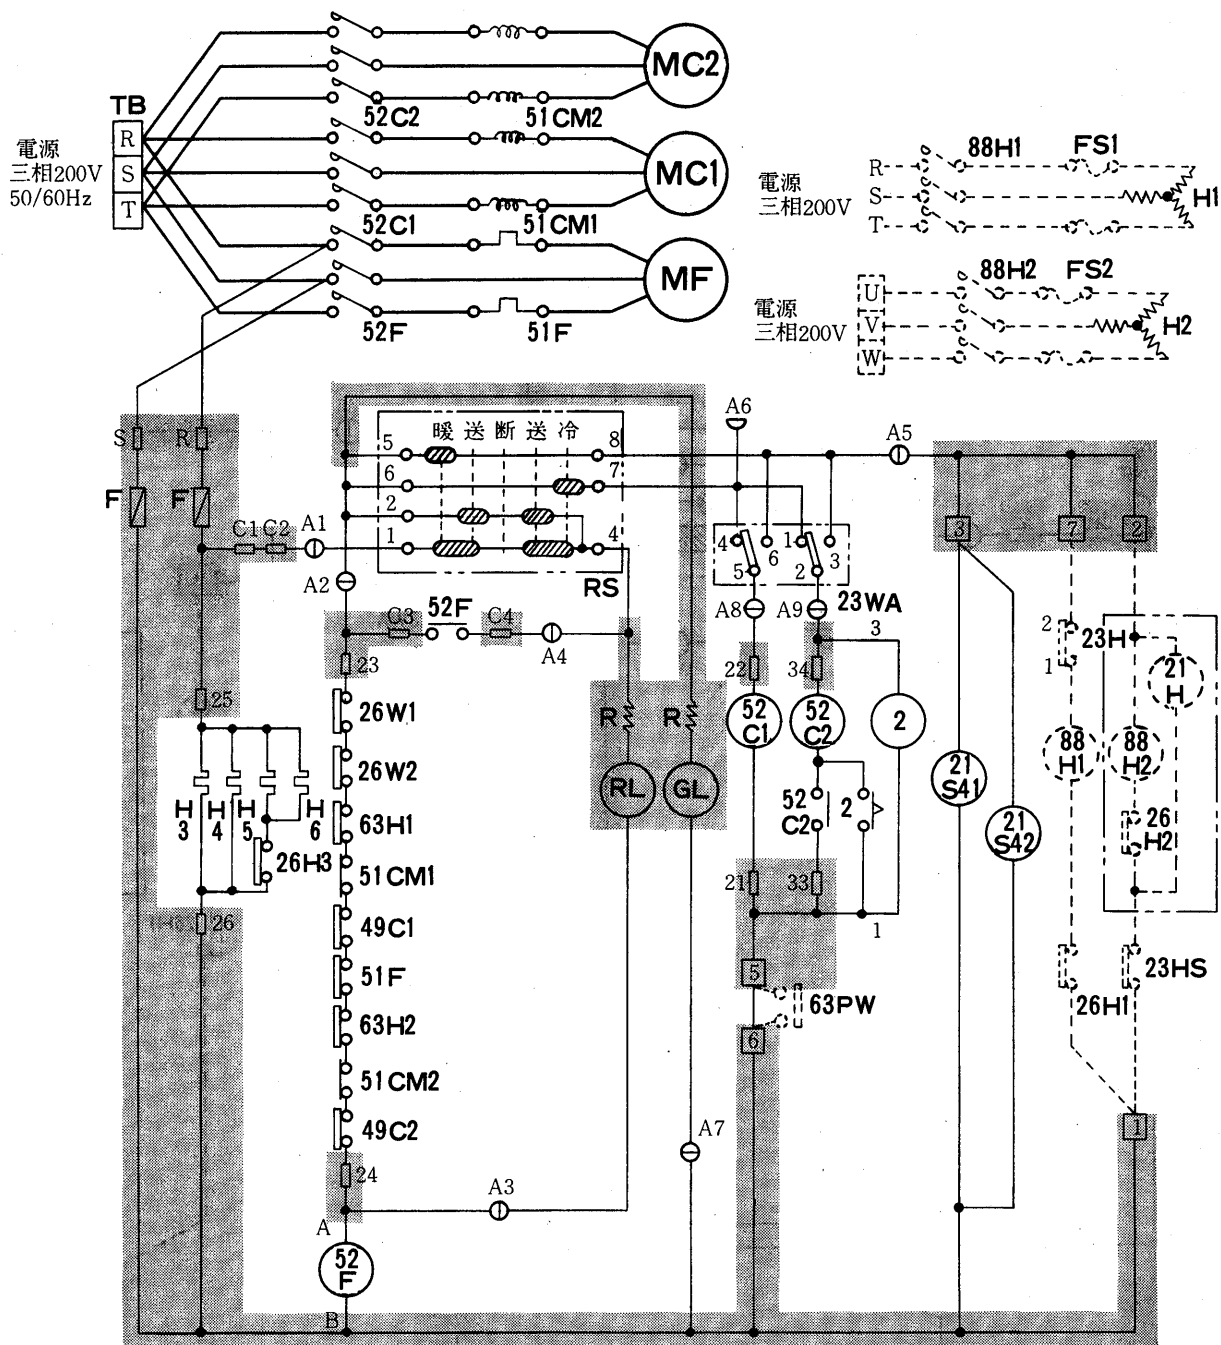 MC2
52C2
51CM2
TB
R
S
T
電源
三相200V
50/60Hz
MC1
52C1
51CM1
MF
52F
51F
電源
三相200V
R
S
T
88H1
FS1
H1
電源
三相200V
U
V
W
88H2
FS2
H2
S
R
F
F
C1
C2
A1
暖 送 断 送 冷
5
8
6
7
2
1
4
RS
A2
A6
A5
4
6
1
3
5
2
23WA
A8
A9
3
3
7
2
C3
52F
C4
A4
23
22
34
25
26W1
26W2
63H1
51CM1
49C1
51F
63H2
51CM2
49C2
24
H
3
H
4
H
5
H
6
26H3
26
R
R
RL
GL
52
C1
52
C2
2
52
C2
2
21
33
1
5
63PW
6
21
S41
21
S42
2
23H
1
21
H
88
H1
88
H2
26
H2
26H1
23HS
1
A7
A3
A
52
F
B